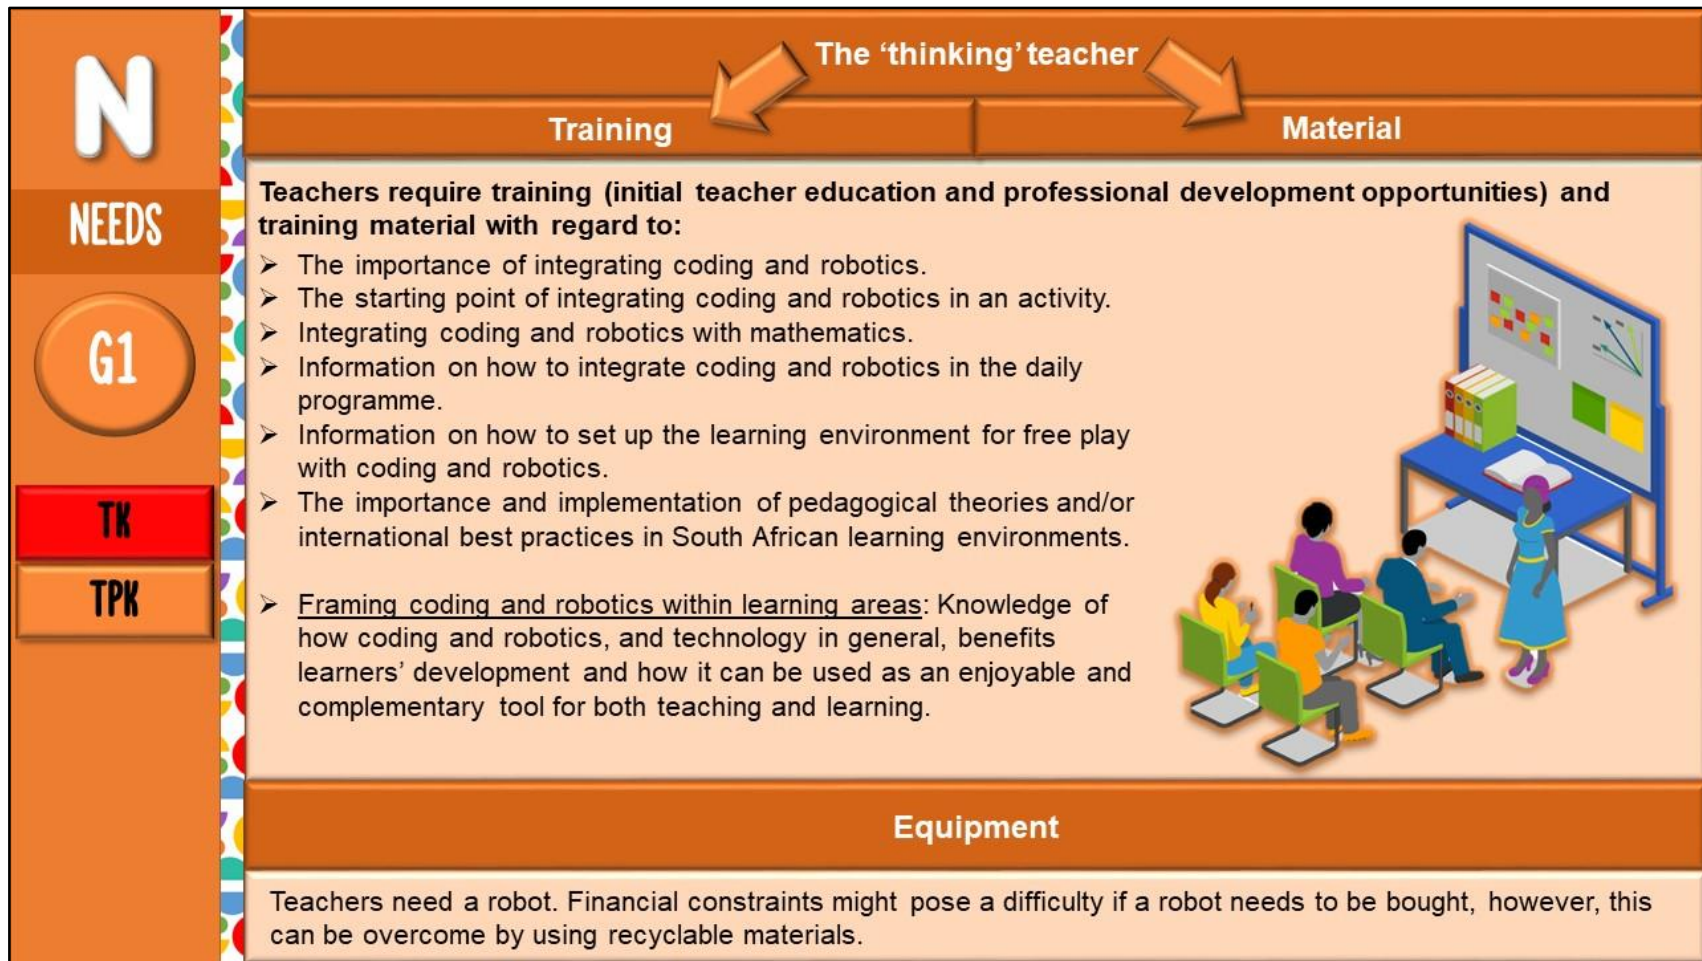 N
NEEDS
G1
TK
TPK
The ‘thinking’ teacher
Training
Material
Teachers require training (initial teacher education and professional development opportunities) and
training material with regard to:
➢ The importance of integrating coding and robotics.
➢ The starting point of integrating coding and robotics in an activity.
➢ Integrating coding and robotics with mathematics.
➢ Information on how to integrate coding and robotics in the daily
programme.
➢ Information on how to set up the learning environment for free play
with coding and robotics.
➢ The importance and implementation of pedagogical theories and/or
international best practices in South African learning environments.
➢ Framing coding and robotics within learning areas: Knowledge of
how coding and robotics, and technology in general, benefits
learners’ development and how it can be used as an enjoyable and
complementary tool for both teaching and learning.
Equipment
Teachers need a robot. Financial constraints might pose a difficulty if a robot needs to be bought, however, this
can be overcome by using recyclable materials.